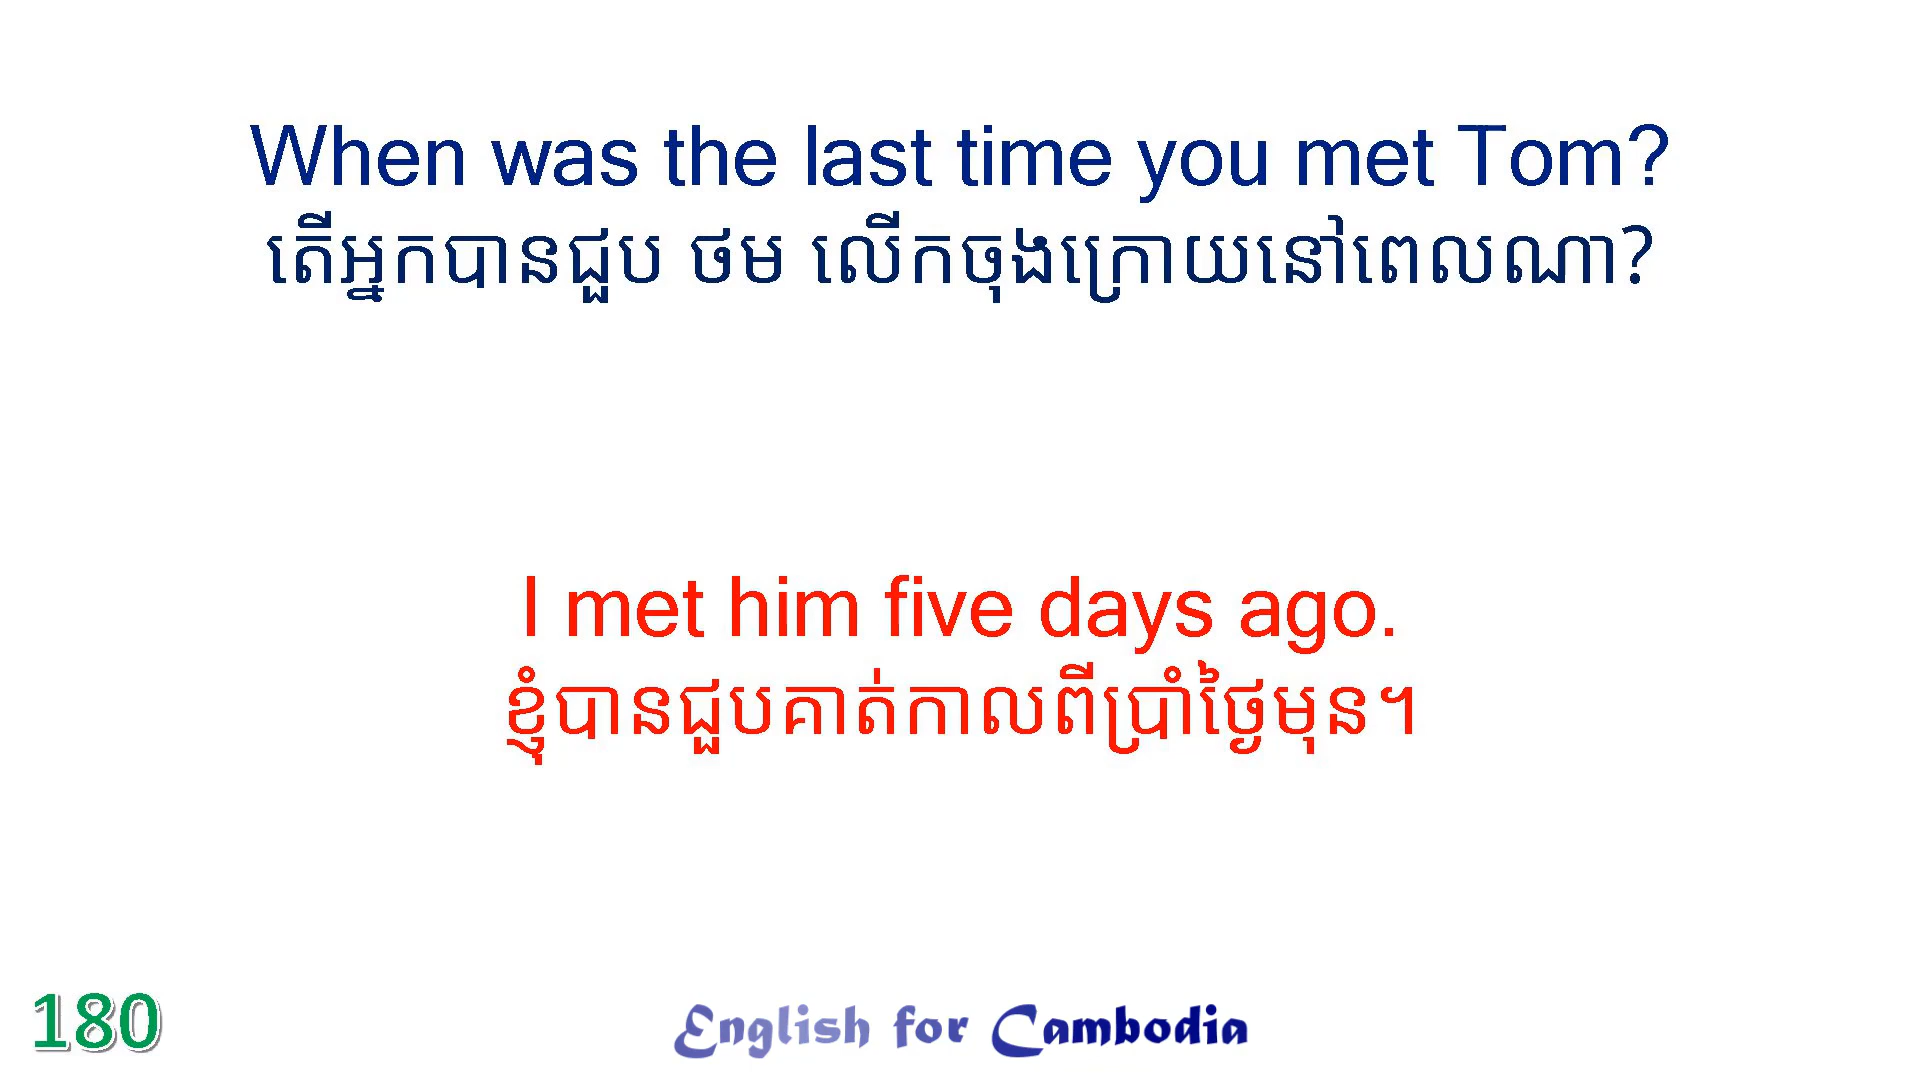 When was the last time you met Tom?
តើអ្នកបានជួប ថម លើកចុងក្រោយនៅពេលណា?
I met him five days ago.
ខ្ញុំបានជួបគាត់កាលពីប្រាំថ្ងៃមុន។
180
English for Cambodia